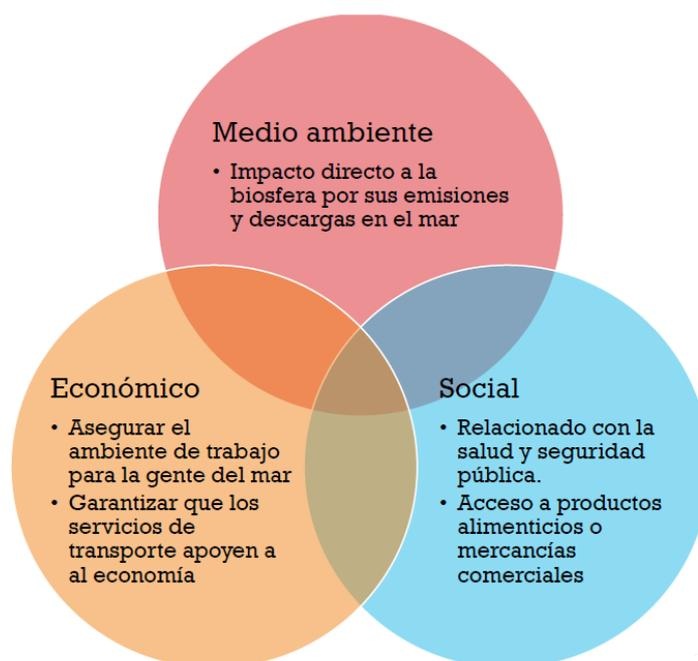 Medio ambiente
• Impacto directo a la
biosfera por sus emisiones
y descargas en el mar
Económico
• Asegurar el
ambiente de trabajo
para la gente del mar
• Garantizar que los
servicios de
transporte apoyen a
al economía
Social
• Relacionado con la
salud y seguridad
pública.
• Acceso a productos
alimenticios o
mercancías
comerciales